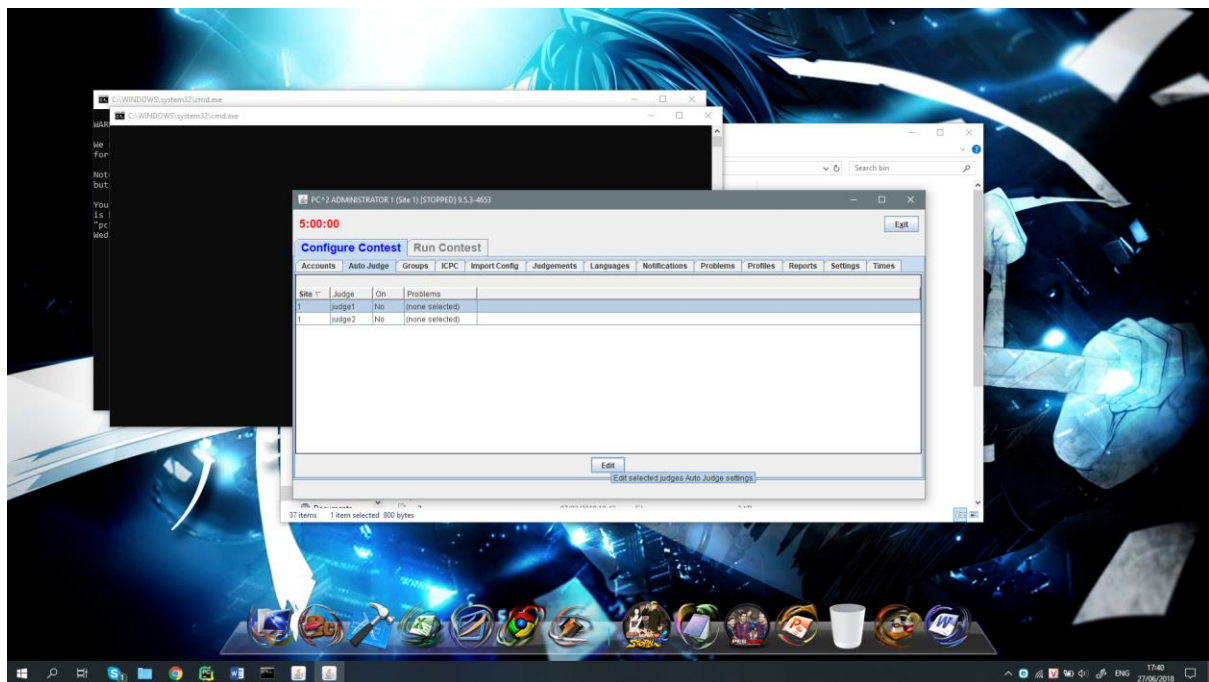 C:\WINDOWS\system32\cmd.exe
C:\WINDOWS\system32\cmd.exe
WAR
We
for
Not
but
You
is
"pc
Wed
Search bin
PC^2 ADMINISTRATOR 1 (Site 1) [STOPPED] 9.5.3-4653
5:00:00
Exit
Configure Contest Run Contest
Accounts Auto Judge Groups ICPC Import Config Judgements Languages Notifications Problems Profiles Reports Settings Times
Site Judge On Problems
1 judge1 No (none selected)
1 judge2 No (none selected)
Edit
Edit selected judges Auto Judge settings
37 items 1 item selected 800 bytes
ENG
17:40
27/06/2018